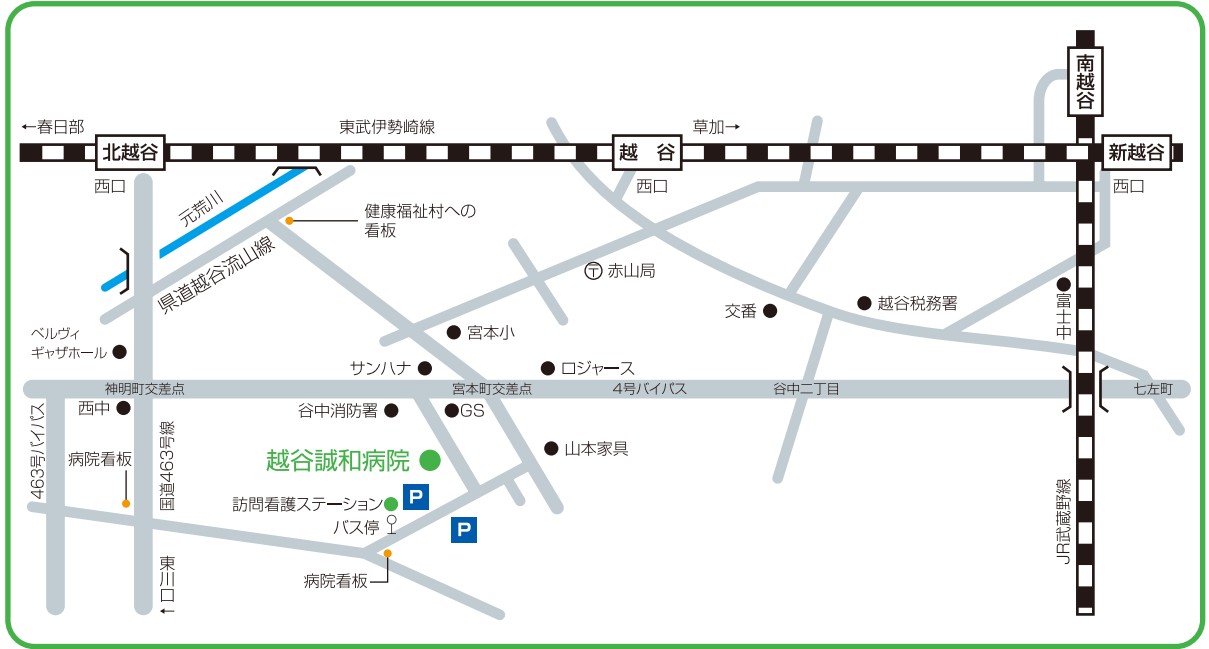 南越谷
←春日部
東武伊勢崎線
草加→
北越谷
越　谷
新越谷
西口
西口
西口
元荒川
健康福祉村への
看板
県道越谷流山線
〒
赤山局
富士中
越谷税務署
交番
宮本小
ベルヴィ
ギャザホール
サンハナ
ロジャース
神明町交差点
宮本町交差点
4号バイパス
谷中二丁目
七左町
西中
谷中消防署
GS
463号バイパス
国道463号線
山本家具
病院看板
越谷誠和病院
訪問看護ステーション
P
バス停
P
JR武蔵野線
病院看板
東川口→